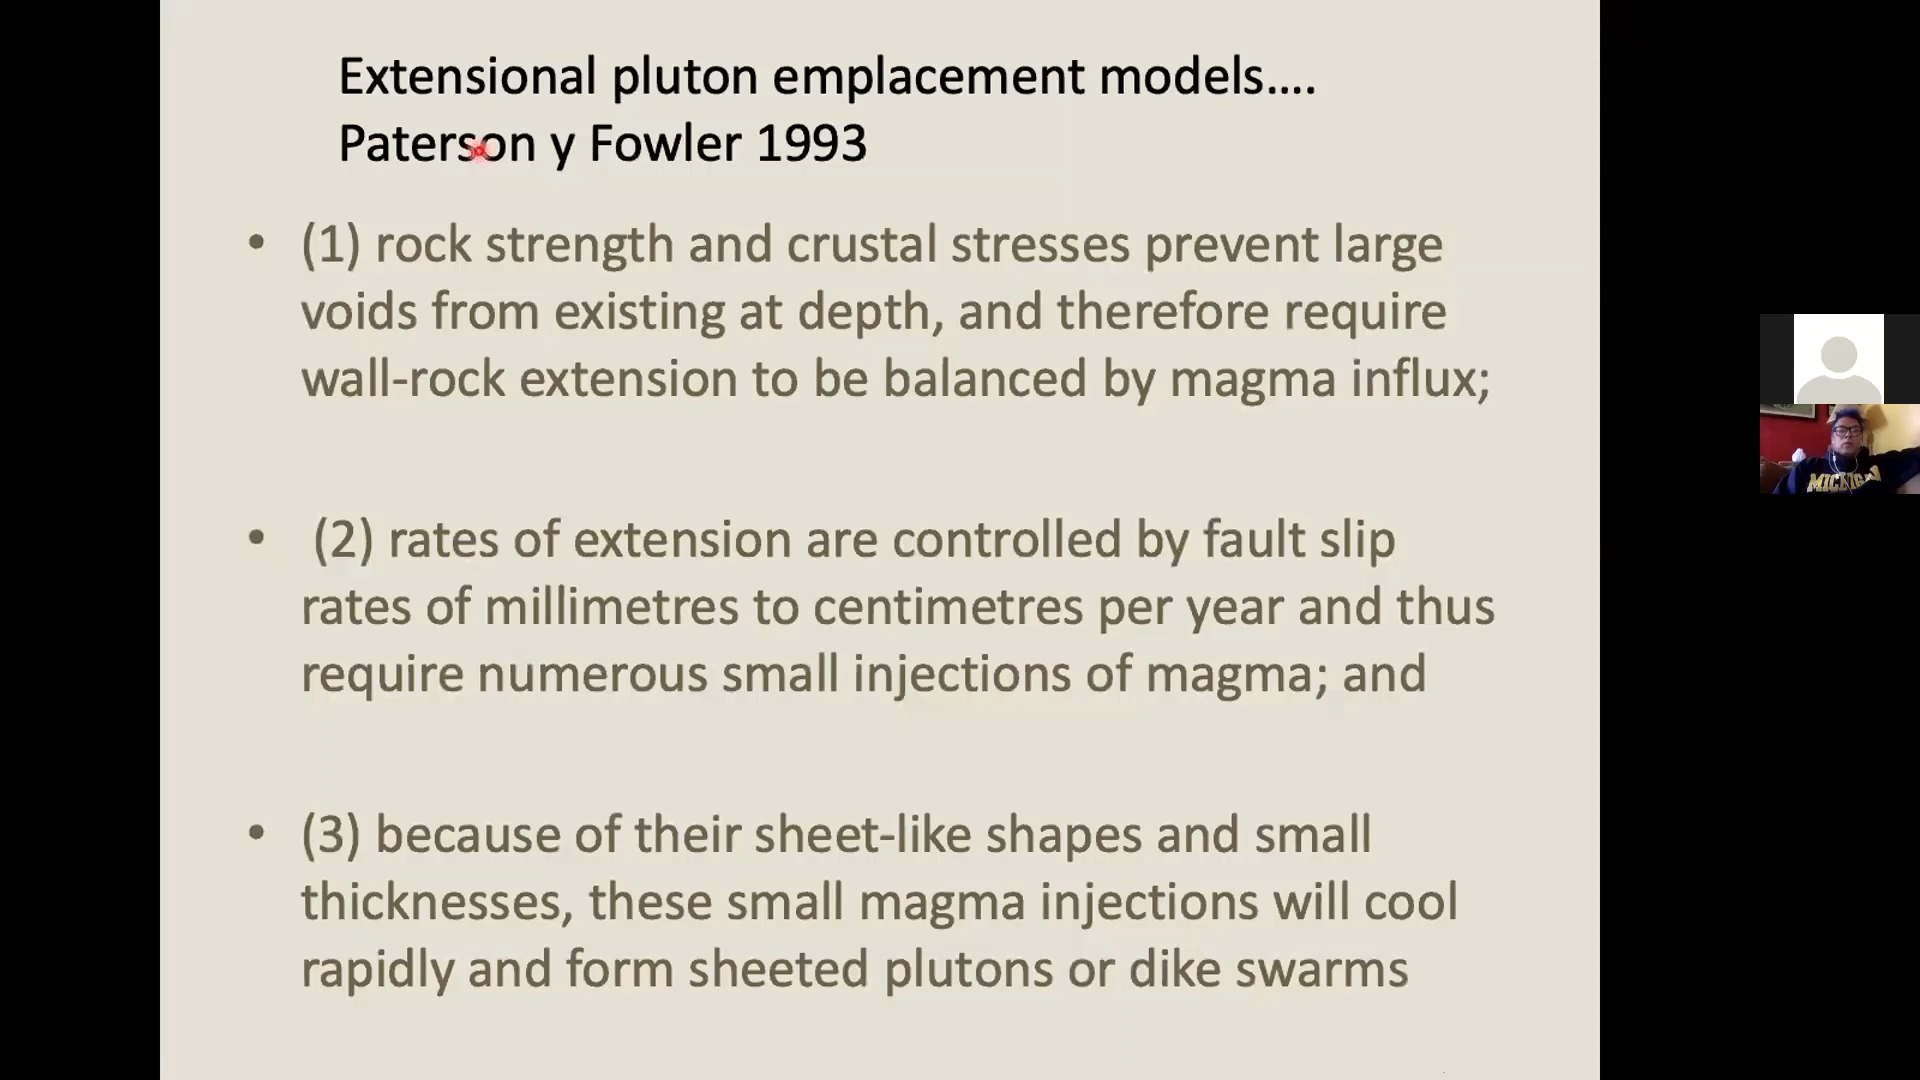 Extensional pluton emplacement models....
Paterson y Fowler 1993
• (1) rock strength and crustal stresses prevent large
voids from existing at depth, and therefore require
wall-rock extension to be balanced by magma influx;
• (2) rates of extension are controlled by fault slip
rates of millimetres to centimetres per year and thus
require numerous small injections of magma; and
• (3) because of their sheet-like shapes and small
thicknesses, these small magma injections will cool
rapidly and form sheeted plutons or dike swarms
MICHIGAN